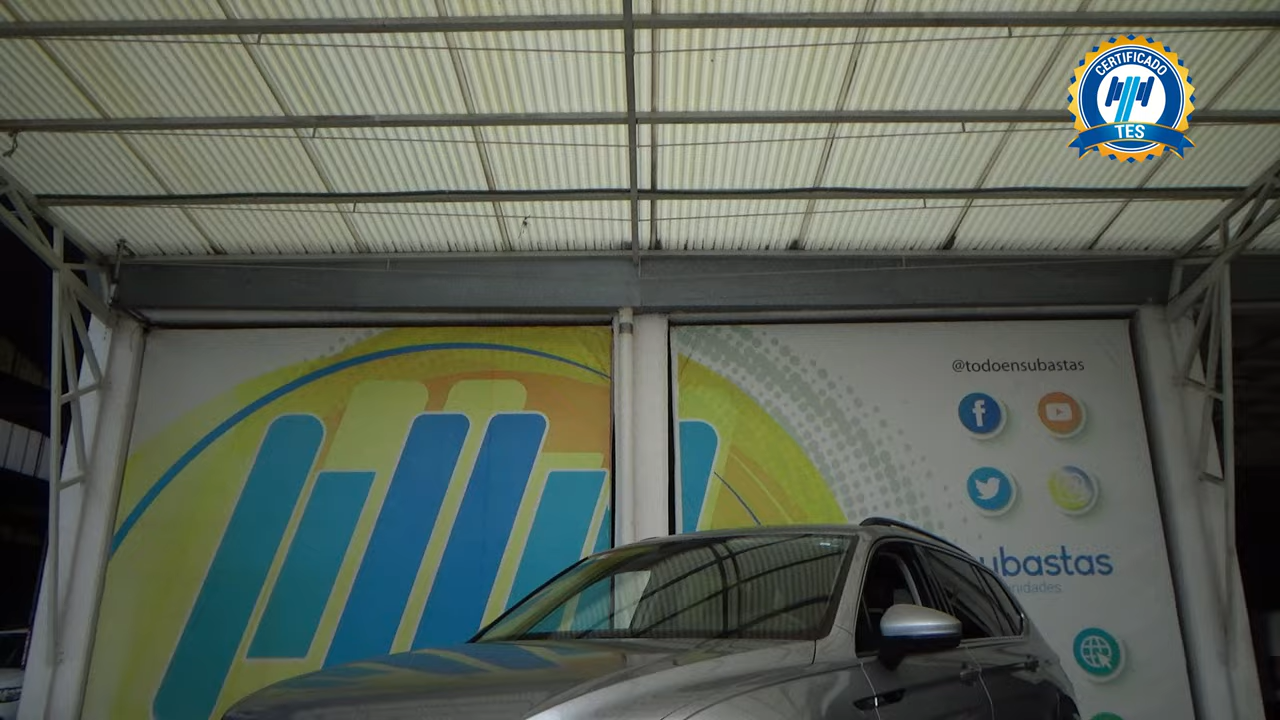 CERTIFICADO
TES
@todoensubastas
ubastas
nidades